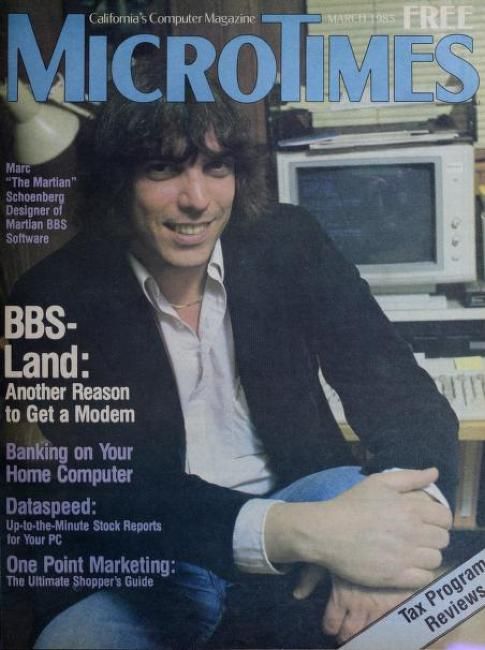 California's Computer Magazine
MARCH 1985
FREE
MICROTIMES
Marc
"The Martian"
Schoenberg
Designer of
Martian BBS
Software
BBS-
Land:
Another Reason
to Get a Modem
Banking on Your
Home Computer
Dataspeed:
Up-to-the-Minute Stock Reports
for Your PC
One Point Marketing:
The Ultimate Shopper's Guide
Tax Program
Reviews